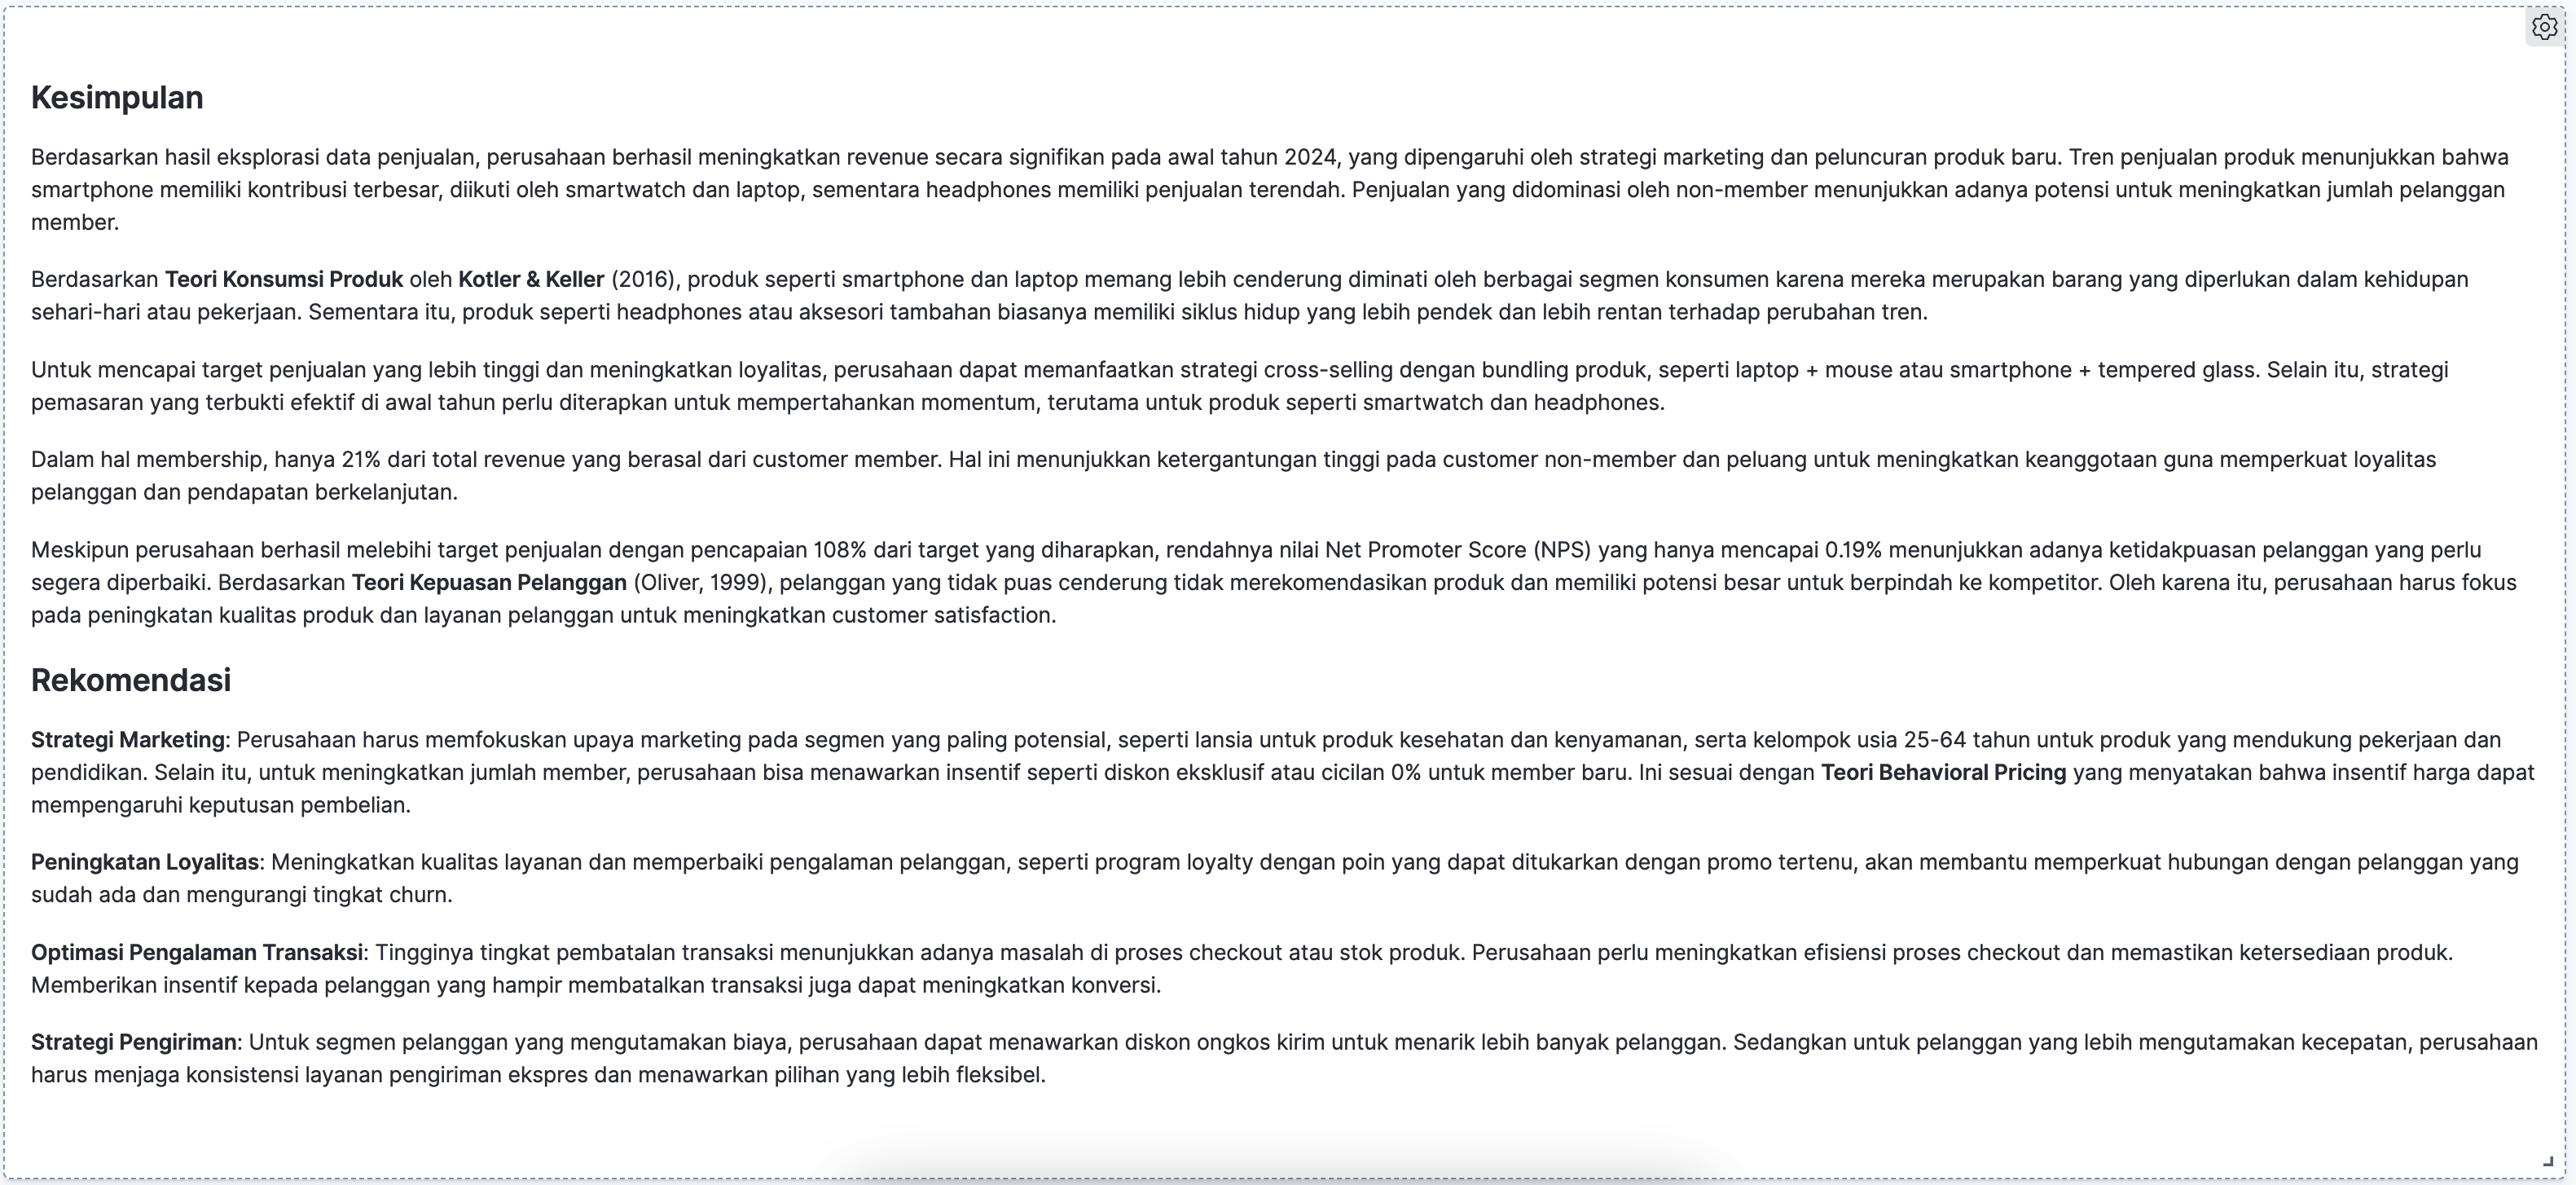 Kesimpulan
Berdasarkan hasil eksplorasi data penjualan, perusahaan berhasil meningkatkan revenue secara signifikan pada awal tahun 2024, yang dipengaruhi oleh strategi marketing dan peluncuran produk baru. Tren penjualan produk menunjukkan bahwa
smartphone memiliki kontribusi terbesar, diikuti oleh smartwatch dan laptop, sementara headphones memiliki penjualan terendah. Penjualan yang didominasi oleh non-member menunjukkan adanya potensi untuk meningkatkan jumlah pelanggan
member.
Berdasarkan Teori Konsumsi Produk oleh Kotler & Keller (2016), produk seperti smartphone dan laptop memang lebih cenderung diminati oleh berbagai segmen konsumen karena mereka merupakan barang yang diperlukan dalam kehidupan
sehari-hari atau pekerjaan. Sementara itu, produk seperti headphones atau aksesori tambahan biasanya memiliki siklus hidup yang lebih pendek dan lebih rentan terhadap perubahan tren.
Untuk mencapai target penjualan yang lebih tinggi dan meningkatkan loyalitas, perusahaan dapat memanfaatkan strategi cross-selling dengan bundling produk, seperti laptop + mouse atau smartphone + tempered glass. Selain itu, strategi
pemasaran yang terbukti efektif di awal tahun perlu diterapkan untuk mempertahankan momentum, terutama untuk produk seperti smartwatch dan headphones.
Dalam hal membership, hanya 21% dari total revenue yang berasal dari customer member. Hal ini menunjukkan ketergantungan tinggi pada customer non-member dan peluang untuk meningkatkan keanggotaan guna memperkuat loyalitas
pelanggan dan pendapatan berkelanjutan.
Meskipun perusahaan berhasil melebihi target penjualan dengan pencapaian 108% dari target yang diharapkan, rendahnya nilai Net Promoter Score (NPS) yang hanya mencapai 0.19% menunjukkan adanya ketidakpuasan pelanggan yang perlu
segera diperbaiki. Berdasarkan Teori Kepuasan Pelanggan (Oliver, 1999), pelanggan yang tidak puas cenderung tidak merekomendasikan produk dan memiliki potensi besar untuk berpindah ke kompetitor. Oleh karena itu, perusahaan harus fokus
pada peningkatan kualitas produk dan layanan pelanggan untuk meningkatkan customer satisfaction.
Rekomendasi
Strategi Marketing: Perusahaan harus memfokuskan upaya marketing pada segmen yang paling potensial, seperti lansia untuk produk kesehatan dan kenyamanan, serta kelompok usia 25-64 tahun untuk produk yang mendukung pekerjaan dan
pendidikan. Selain itu, untuk meningkatkan jumlah member, perusahaan bisa menawarkan insentif seperti diskon eksklusif atau cicilan 0% untuk member baru. Ini sesuai dengan Teori Behavioral Pricing yang menyatakan bahwa insentif harga dapat
mempengaruhi keputusan pembelian.
Peningkatan Loyalitas: Meningkatkan kualitas layanan dan memperbaiki pengalaman pelanggan, seperti program loyalty dengan poin yang dapat ditukarkan dengan promo tertenu, akan membantu memperkuat hubungan dengan pelanggan yang
sudah ada dan mengurangi tingkat churn.
Optimasi Pengalaman Transaksi: Tingginya tingkat pembatalan transaksi menunjukkan adanya masalah di proses checkout atau stok produk. Perusahaan perlu meningkatkan efisiensi proses checkout dan memastikan ketersediaan produk.
Memberikan insentif kepada pelanggan yang hampir membatalkan transaksi juga dapat meningkatkan konversi.
Strategi Pengiriman: Untuk segmen pelanggan yang mengutamakan biaya, perusahaan dapat menawarkan diskon ongkos kirim untuk menarik lebih banyak pelanggan. Sedangkan untuk pelanggan yang lebih mengutamakan kecepatan, perusahaan
harus menjaga konsistensi layanan pengiriman ekspres dan menawarkan pilihan yang lebih fleksibel.